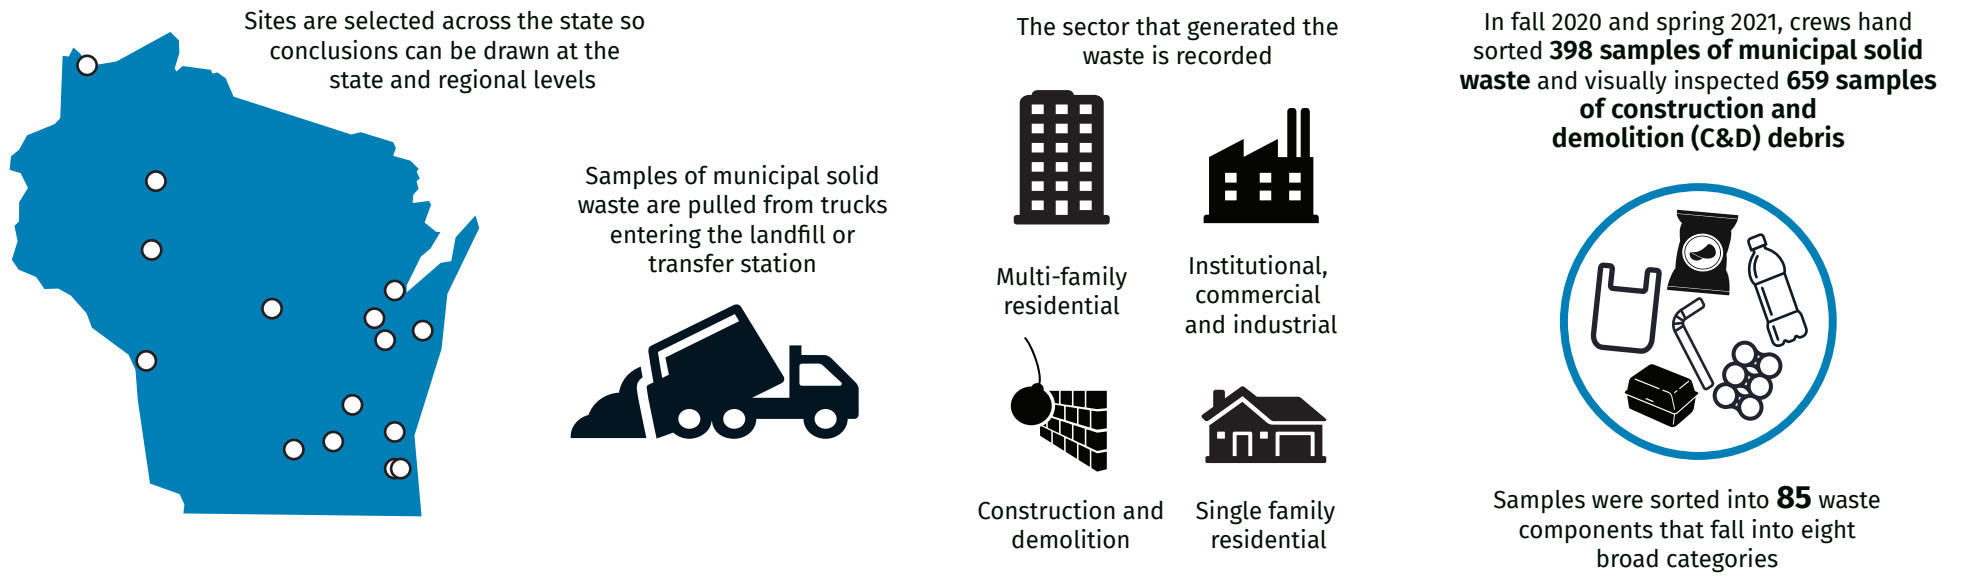 Sites are selected across the state so
conclusions can be drawn at the
state and regional levels
Samples of municipal solid
waste are pulled from trucks
entering the landfill or
transfer station
The sector that generated the
waste is recorded
Multi-family
residential
Institutional,
commercial
and industrial
Construction and
demolition
Single family
residential
In fall 2020 and spring 2021, crews hand
sorted 398 samples of municipal solid
waste and visually inspected 659 samples
of construction and
demolition (C&D) debris
Samples were sorted into 85 waste
components that fall into eight
broad categories